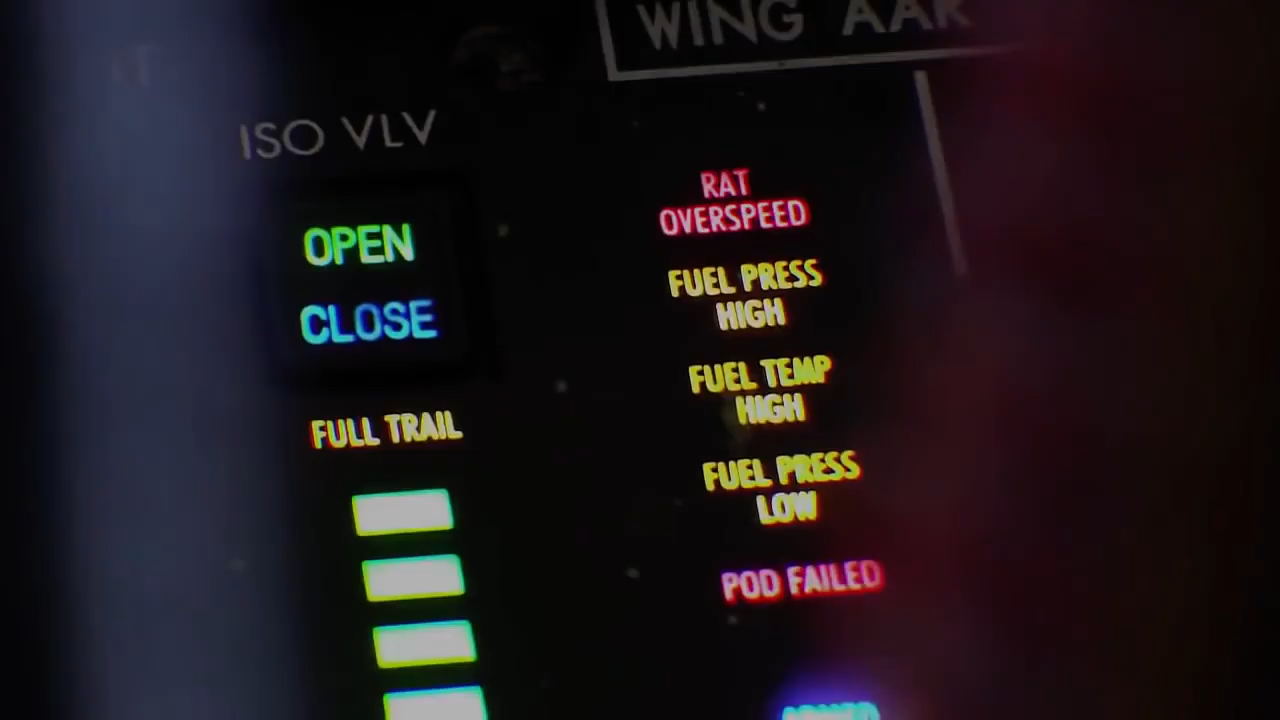 WING AAR
ISO VLV
OPEN
CLOSE
FULL TRAIL
RAT
OVERSPEED
FUEL PRESS
HIGH
FUEL TEMP
HIGH
FUEL PRESS
LOW
POD FAILED